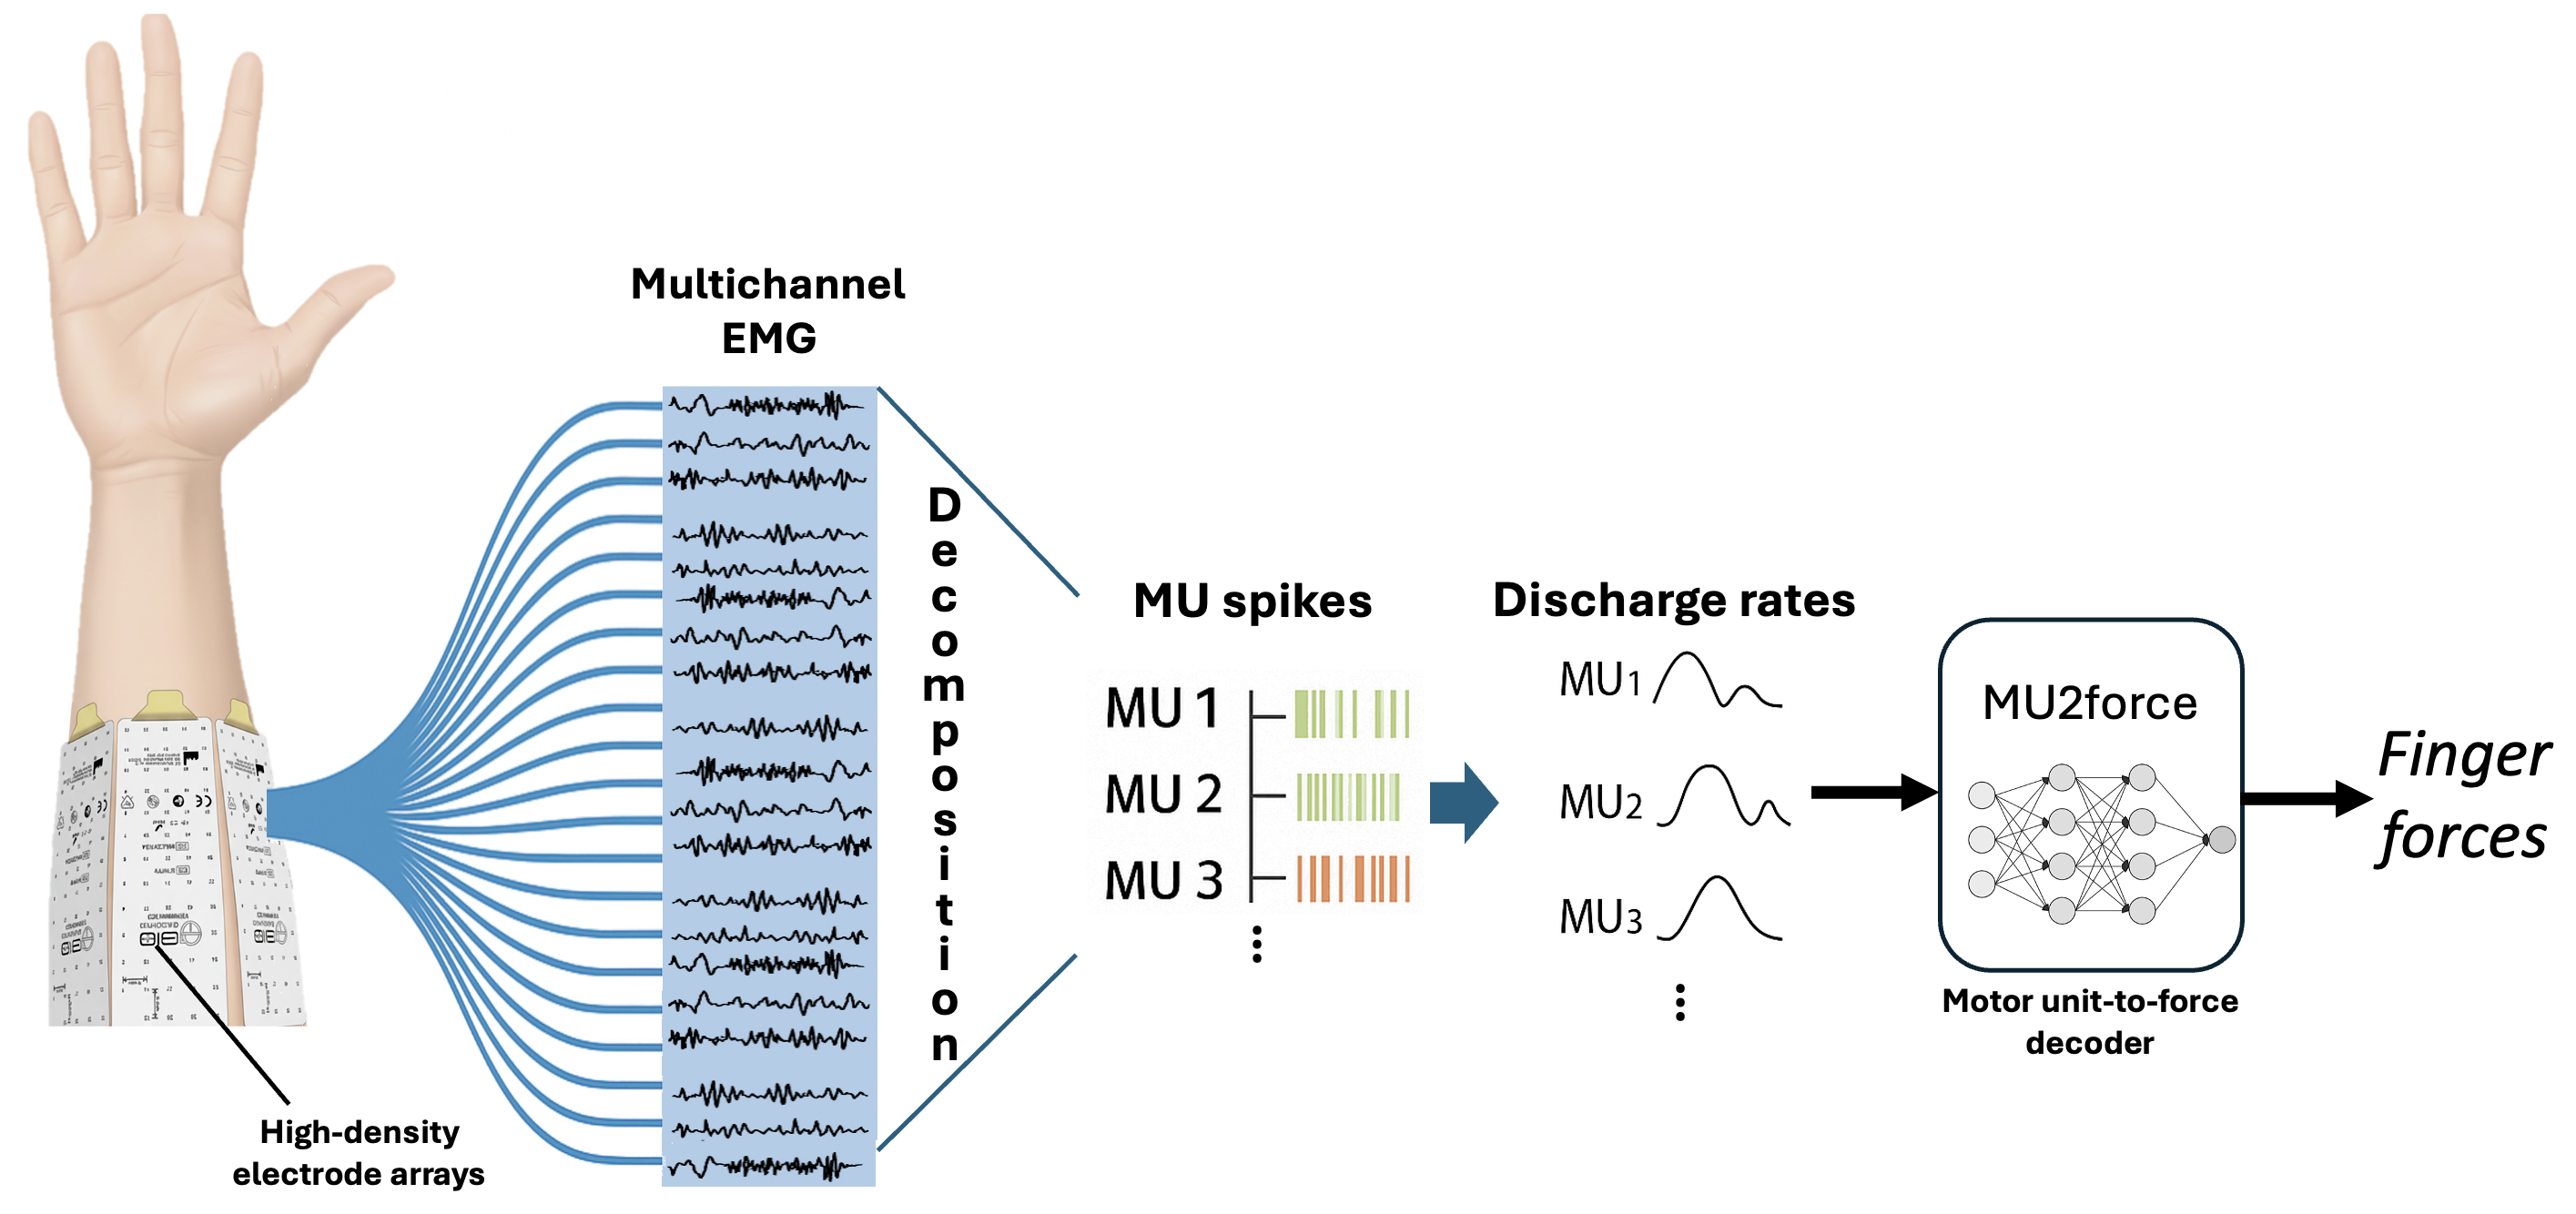 Multichannel
EMG
Decomposition
MU spikes
MU 1
MU 2
MU 3
Discharge rates
MU1
MU2
MU3
MU2force
Motor unit-to-force
decoder
Finger
forces
High-density
electrode arrays